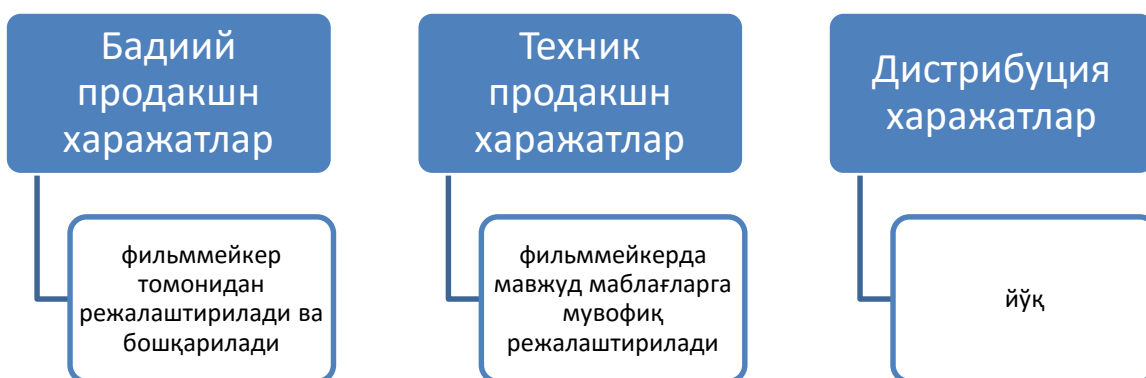 Бадиий
продакшн
харажатлар
фильммейкер
томонидан
режалаштирилади ва
бошқарилади
Техник
продакшн
харажатлар
фильммейкерда
мавжуд маблағларга
мувофиқ
режалаштирилади
Дистрибуция
харажатлар
йўқ